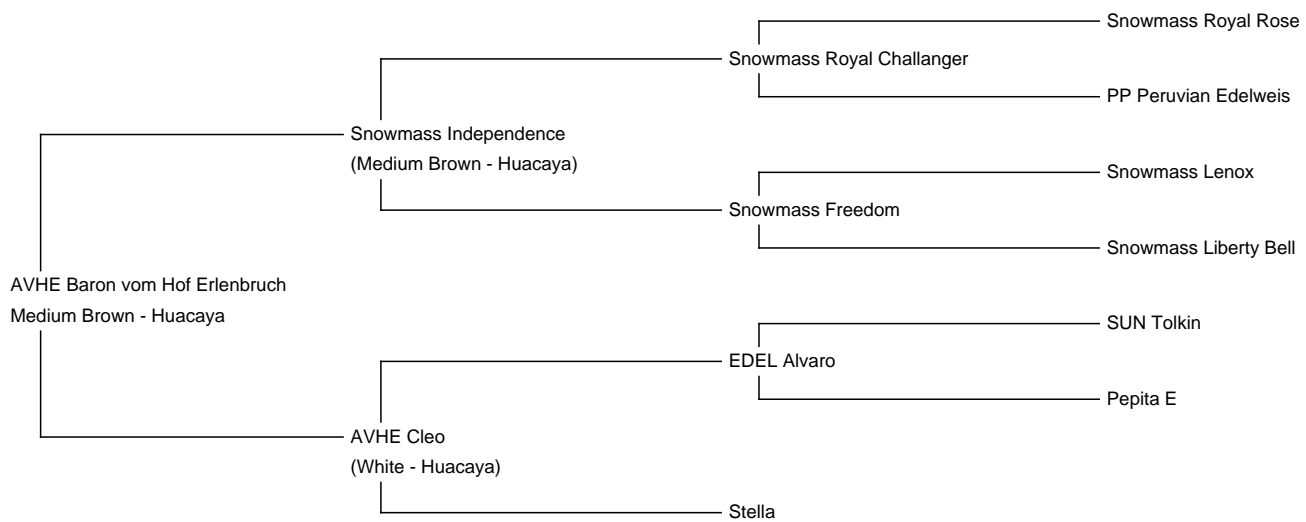 Snowmass Royal Rose
Snowmass Royal Challanger
PP Peruvian Edelweis
Snowmass Independence
(Medium Brown - Huacaya)
Snowmass Lenox
Snowmass Freedom
Snowmass Liberty Bell
AVHE Baron vom Hof Erlenbruch
Medium Brown - Huacaya
SUN Tolkin
EDEL Alvaro
Pepita E
AVHE Cleo
(White - Huacaya)
Stella